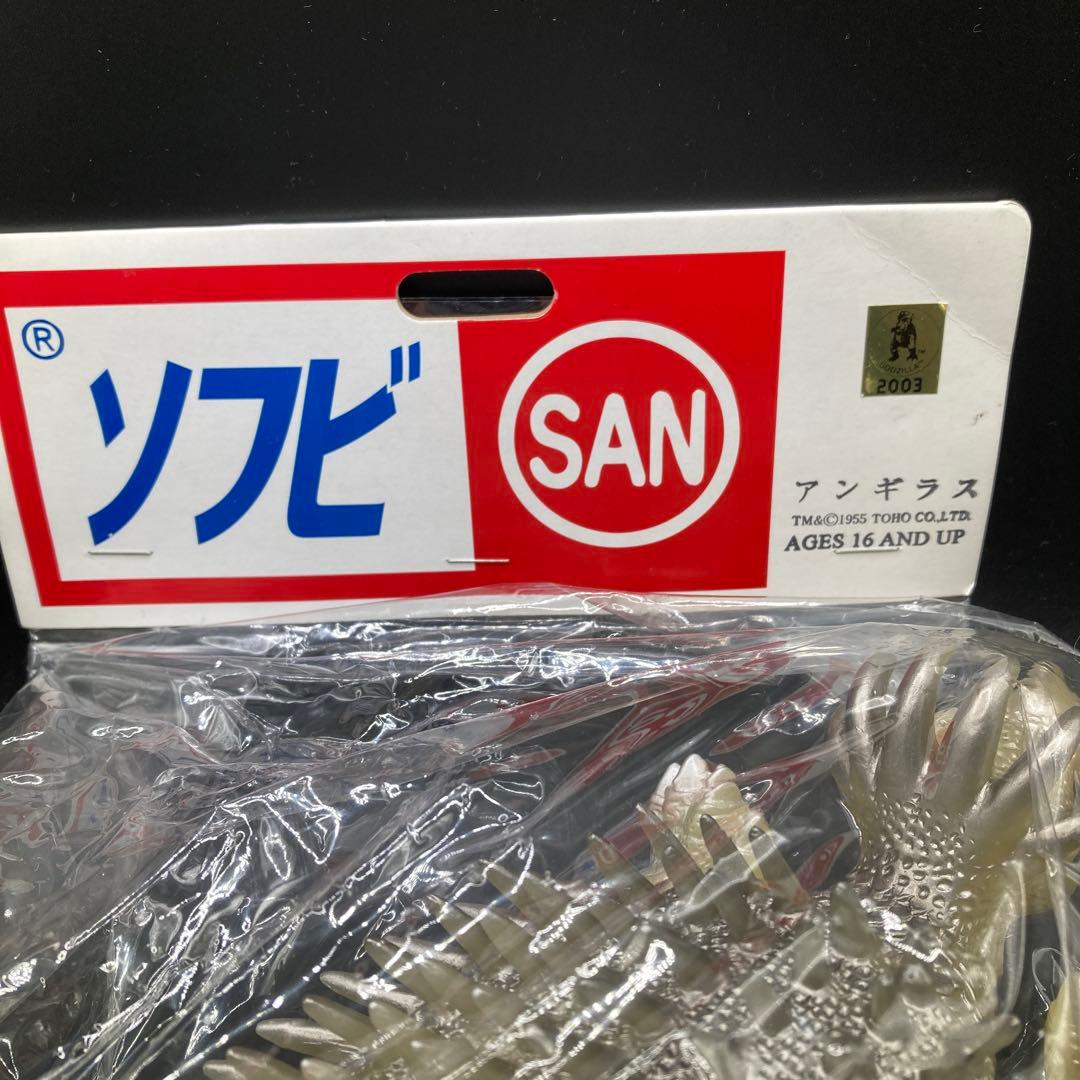 ®
ソフビ
SAN
GODZILLA™
2003
アンギラス
TM&©1955 TOHO CO.,LTD.
AGES 16 AND UP